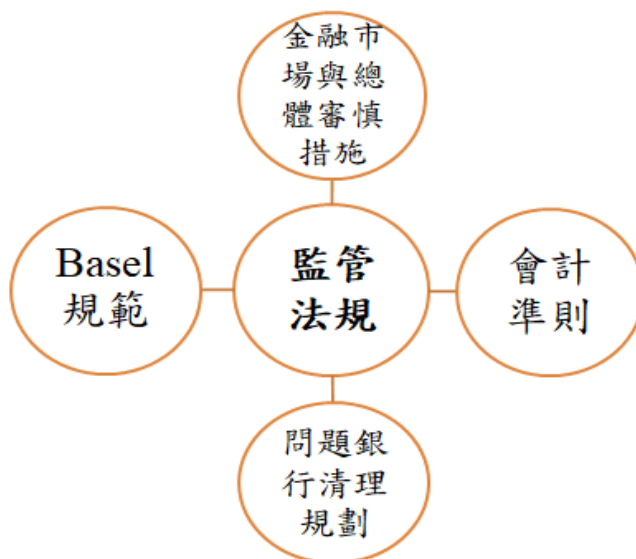 金融市
場與總
體審慎
措施
Basel
規範
監管
法規
會計
準則
問題銀
行清理
規劃